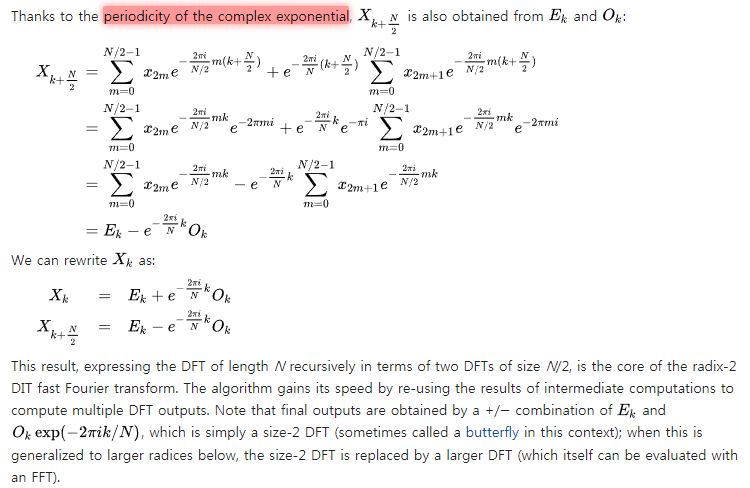 Thanks to the periodicity of the complex exponential, X_{k+\frac{N}{2}} is also obtained from E_k and O_k:
X_{k+\frac{N}{2}} = \sum_{m=0}^{N/2-1} x_{2m} e^{-\frac{2\pi i}{N/2} m(k+\frac{N}{2})} + e^{-\frac{2\pi i}{N}(k+\frac{N}{2})} \sum_{m=0}^{N/2-1} x_{2m+1} e^{-\frac{2\pi i}{N/2} m(k+\frac{N}{2})}
= \sum_{m=0}^{N/2-1} x_{2m} e^{-\frac{2\pi i}{N/2} mk} e^{-2\pi mi} + e^{-\frac{2\pi i}{N}k} e^{-\pi i} \sum_{m=0}^{N/2-1} x_{2m+1} e^{-\frac{2\pi i}{N/2} mk} e^{-2\pi mi}
= \sum_{m=0}^{N/2-1} x_{2m} e^{-\frac{2\pi i}{N/2} mk} - e^{-\frac{2\pi i}{N}k} \sum_{m=0}^{N/2-1} x_{2m+1} e^{-\frac{2\pi i}{N/2} mk}
= E_k - e^{-\frac{2\pi i}{N}k} O_k
We can rewrite X_k as:
X_k = E_k + e^{-\frac{2\pi i}{N}k} O_k
X_{k+\frac{N}{2}} = E_k - e^{-\frac{2\pi i}{N}k} O_k
This result, expressing the DFT of length N recursively in terms of two DFTs of size N/2, is the core of the radix-2
DIT fast Fourier transform. The algorithm gains its speed by re-using the results of intermediate computations to
compute multiple DFT outputs. Note that final outputs are obtained by a +/− combination of E_k and
O_k exp(−2πik/N), which is simply a size-2 DFT (sometimes called a butterfly in this context); when this is
generalized to larger radices below, the size-2 DFT is replaced by a larger DFT (which itself can be evaluated with
an FFT).